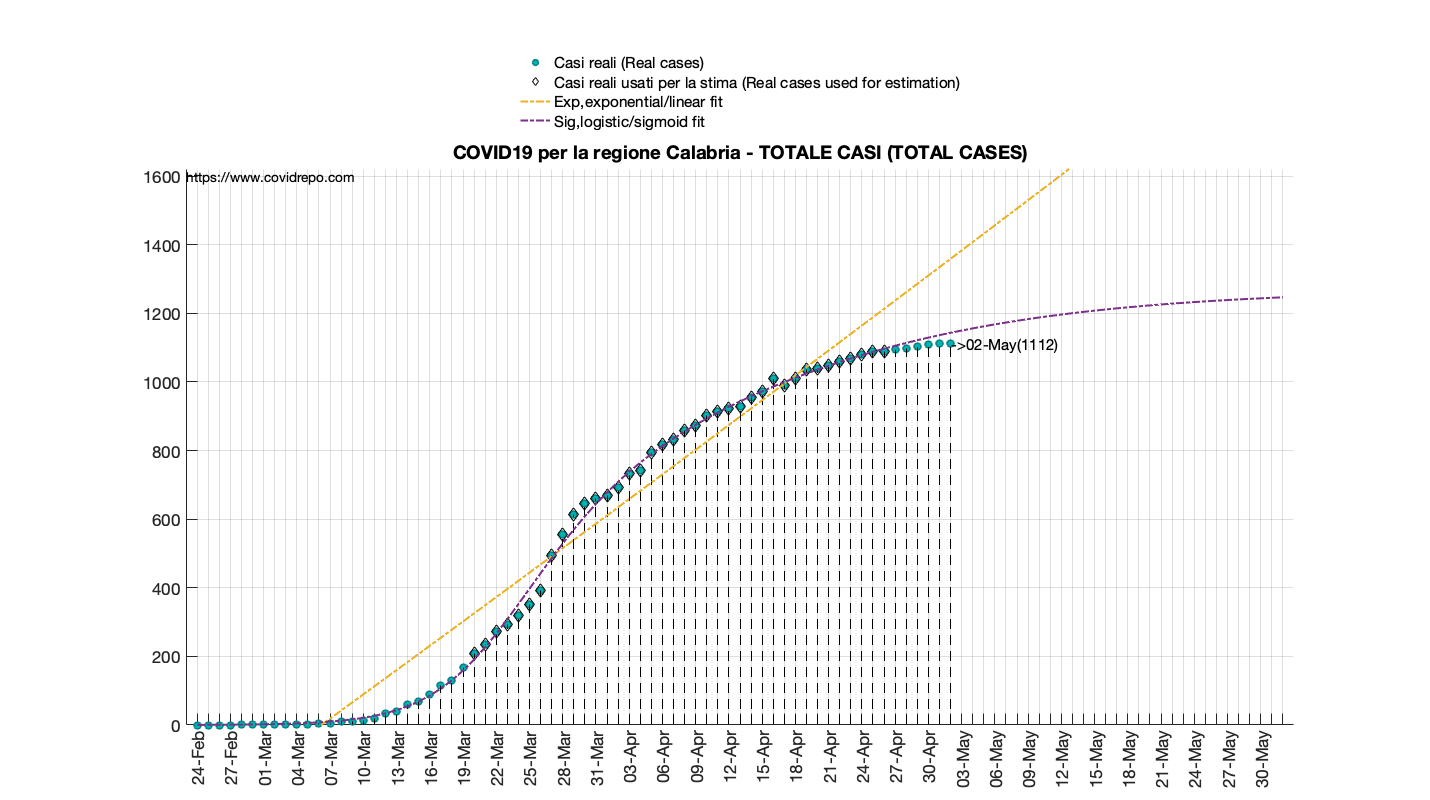 Casi reali (Real cases)
Casi reali usati per la stima (Real cases used for estimation)
Exp,exponential/linear fit
Sig,logistic/sigmoid fit
COVID19 per la regione Calabria - TOTALE CASI (TOTAL CASES)
https://www.covidrepo.com
1600
1400
1200
1000
800
600
400
200
0
->02-May(1112)
24-Feb
27-Feb
01-Mar
04-Mar
07-Mar
10-Mar
13-Mar
16-Mar
19-Mar
22-Mar
25-Mar
28-Mar
31-Mar
03-Apr
06-Apr
09-Apr
12-Apr
15-Apr
18-Apr
21-Apr
24-Apr
27-Apr
30-Apr
03-May
06-May
09-May
12-May
15-May
18-May
21-May
24-May
27-May
30-May